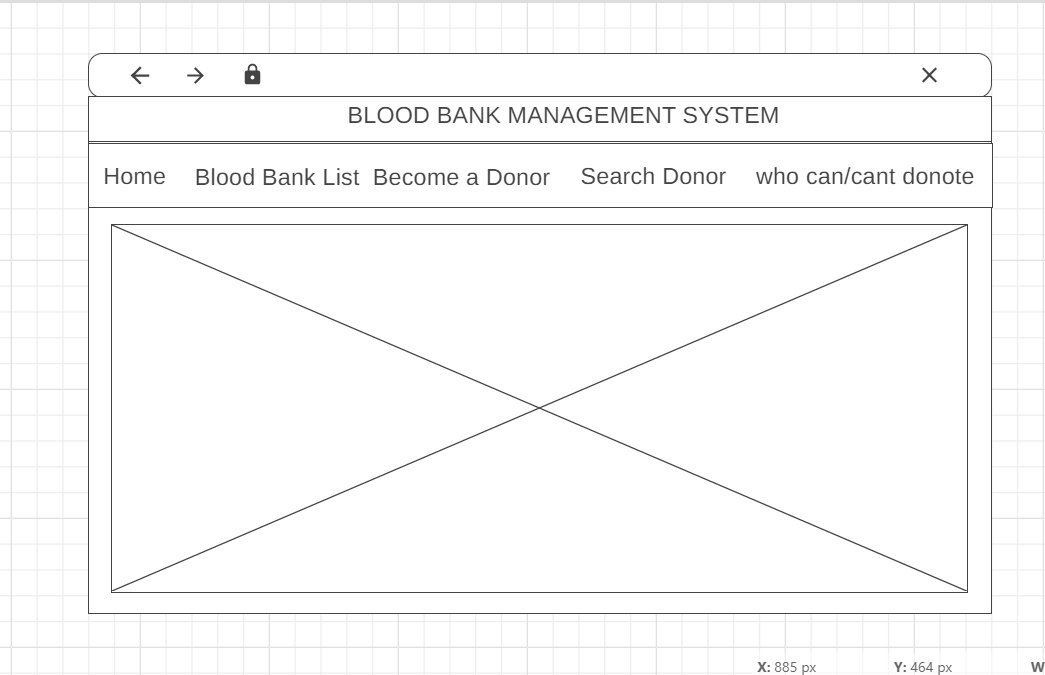 BLOOD BANK MANAGEMENT SYSTEM
Home Blood Bank List Become a Donor Search Donor who can/cant donote
X: 885 px Y: 464 px W